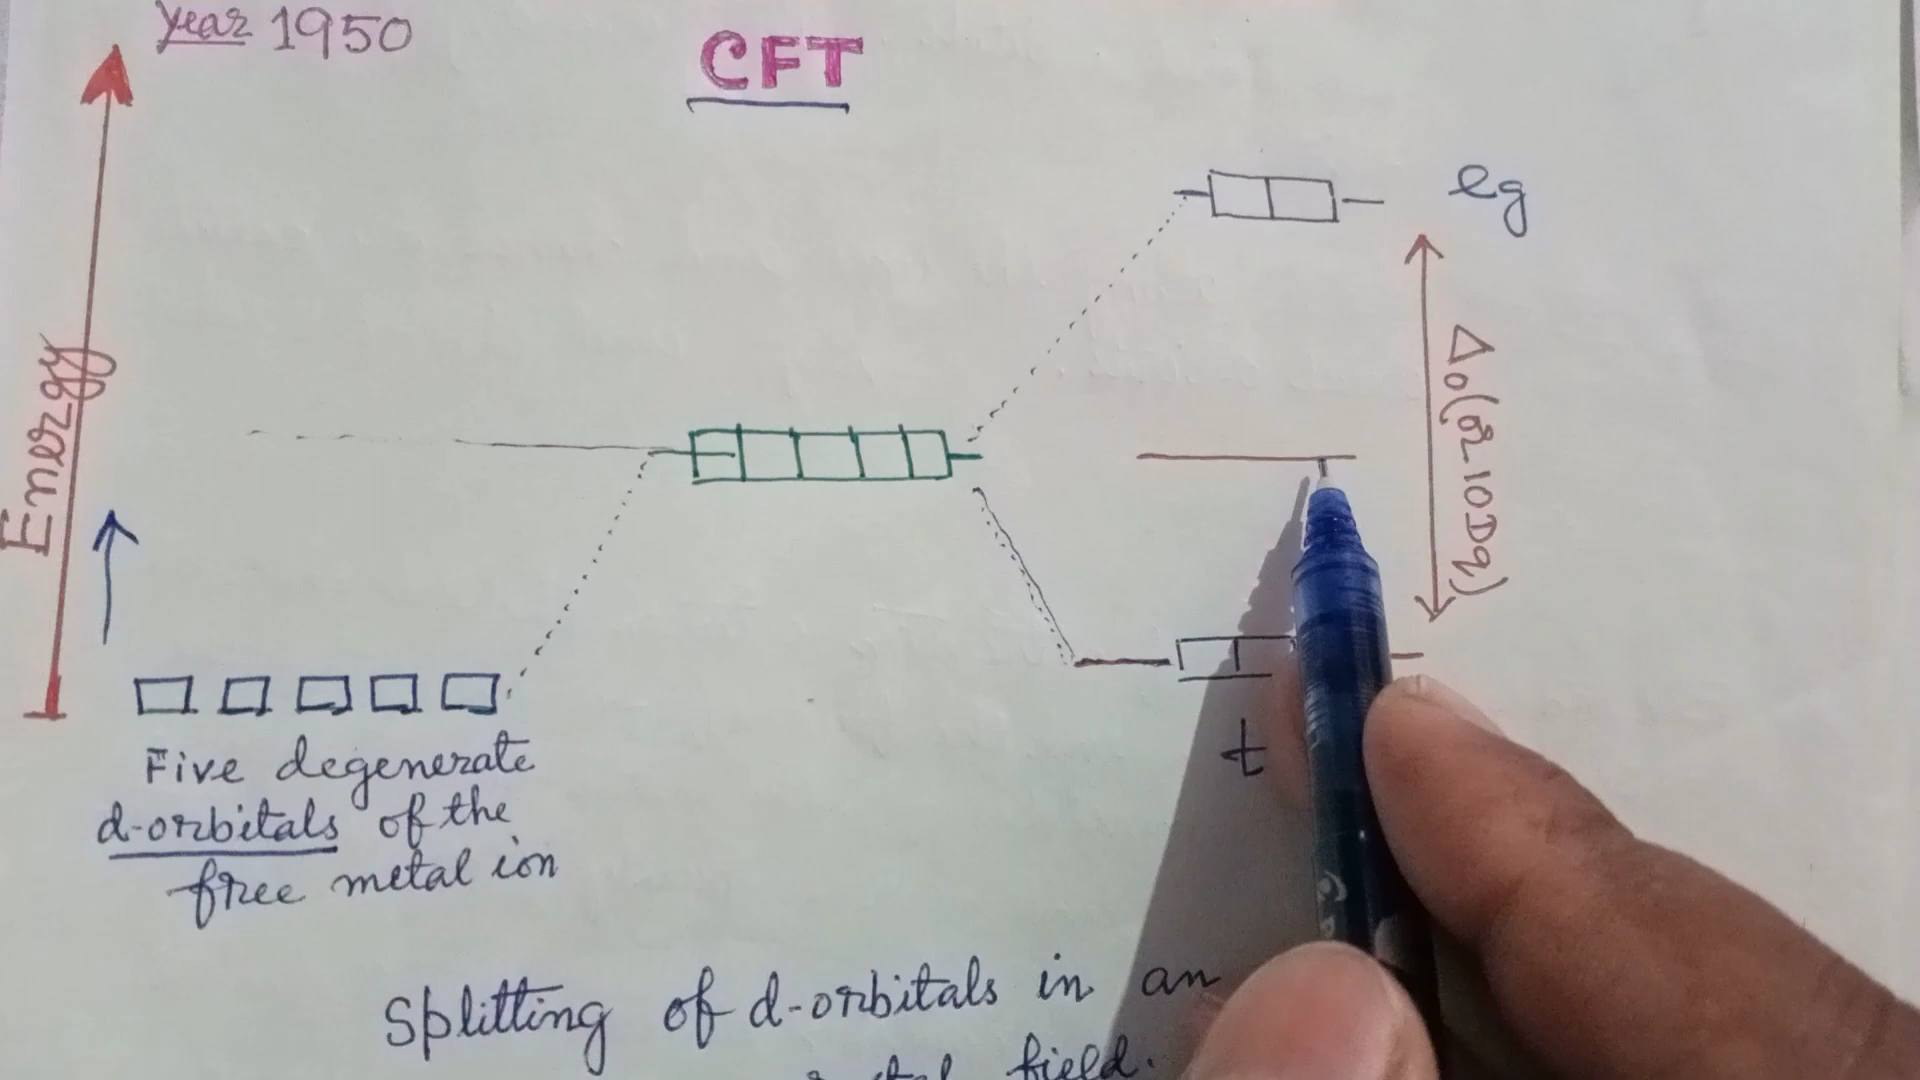 year 1950
CFT
eg
Energy
Δo (or 10Dq)
t
Five degenerate
d-orbitals of the
free metal ion
Splitting of d-orbitals in an
field.